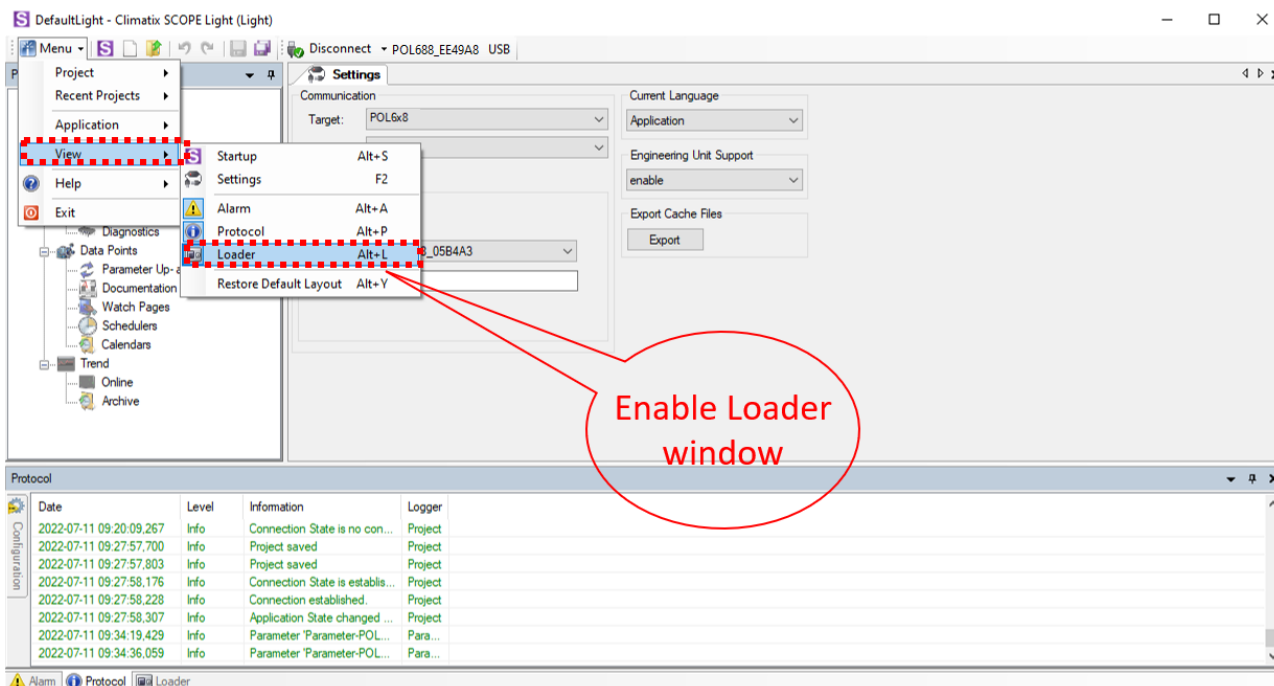 DefaultLight - Climatix SCOPE Light (Light)
Menu
Disconnect
POL688_EE49A8 USB
Project
Recent Projects
Application
View
Help
Exit
Startup Alt+S
Settings F2
Alarm Alt+A
Protocol Alt+P
Loader Alt+L
Restore Default Layout Alt+Y
Diagnostics
Data Points
Parameter Up- a
Documentation
Watch Pages
Schedulers
Calendars
Trend
Online
Archive
Settings
Communication
Target: POL6x8
_05B4A3
Current Language
Application
Engineering Unit Support
enable
Export Cache Files
Export
Enable Loader
window
Protocol
Configuration
Date Level Information Logger
2022-07-11 09:20:09,267 Info Connection State is no con... Project
2022-07-11 09:27:57,700 Info Project saved Project
2022-07-11 09:27:57,803 Info Project saved Project
2022-07-11 09:27:58,176 Info Connection State is establis... Project
2022-07-11 09:27:58,228 Info Connection established. Project
2022-07-11 09:27:58,307 Info Application State changed ... Project
2022-07-11 09:34:19,429 Info Parameter 'Parameter-POL... Para...
2022-07-11 09:34:36,059 Info Parameter 'Parameter-POL... Para...
Alarm Protocol Loader